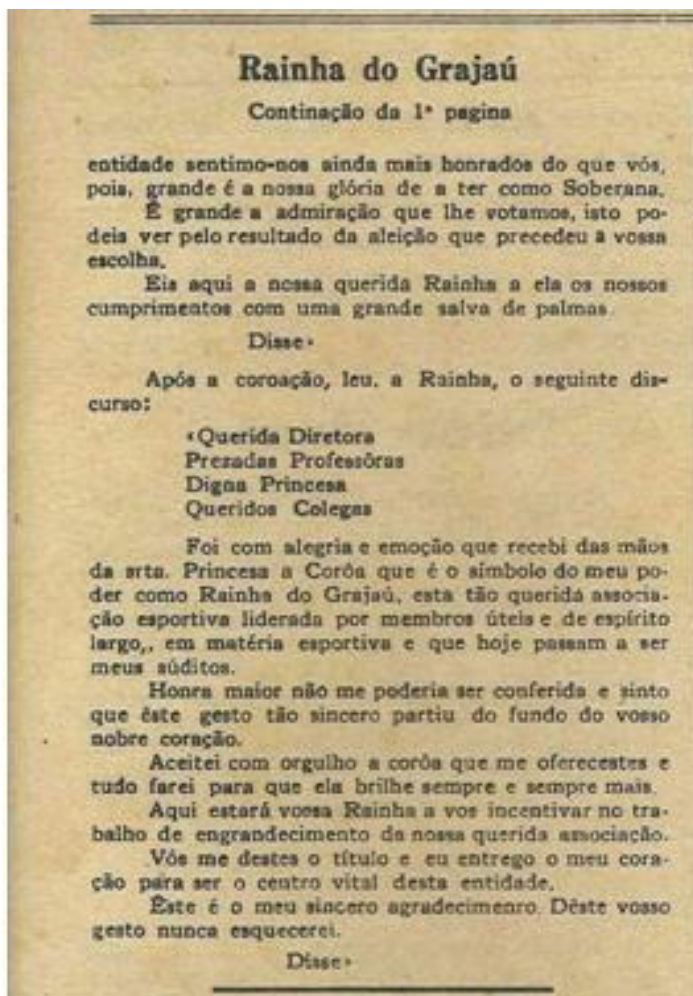 Rainha do Grajaú
Continação da 1ª pagina
entidade sentimo-nos ainda mais honrados do que vós,
pois, grande é a nossa glória de a ter como Soberana.
É grande a admiração que lhe votamos, isto po-
deis ver pelo resultado da aleição que precedeu à vossa
escolha.
Eis aqui a nossa querida Rainha a ela os nossos
cumprimentos com uma grande salva de palmas.
Disse»
Após a coroação, leu, a Rainha, o seguinte dis-
curso:
«Querida Diretora
Prezadas Professôras
Digna Princesa
Queridos Colegas
Foi com alegria e emoção que recebi das mãos
da srta. Princesa a Corôa que é o símbolo do meu po-
der como Rainha do Grajaú, esta tão querida associa-
ção esportiva liderada por membros úteis e de espírito
largo,, em matéria esportiva e que hoje passam a ser
meus súditos.
Honra maior não me poderia ser conferida e sinto
que êste gesto tão sincero partiu do fundo do vosso
nobre coração.
Aceitei com orgulho a corôa que me oferecestes e
tudo farei para que ela brilhe sempre e sempre mais.
Aqui estará vossa Rainha a vos incentivar no tra-
balho de engrandecimento da nossa querida associação.
Vós me destes o título e eu entrego o meu cora-
ção para ser o centro vital desta entidade.
Êste é o meu sincero agradecimenro. Dêste vosso
gesto nunca esquecerei.
Disse»